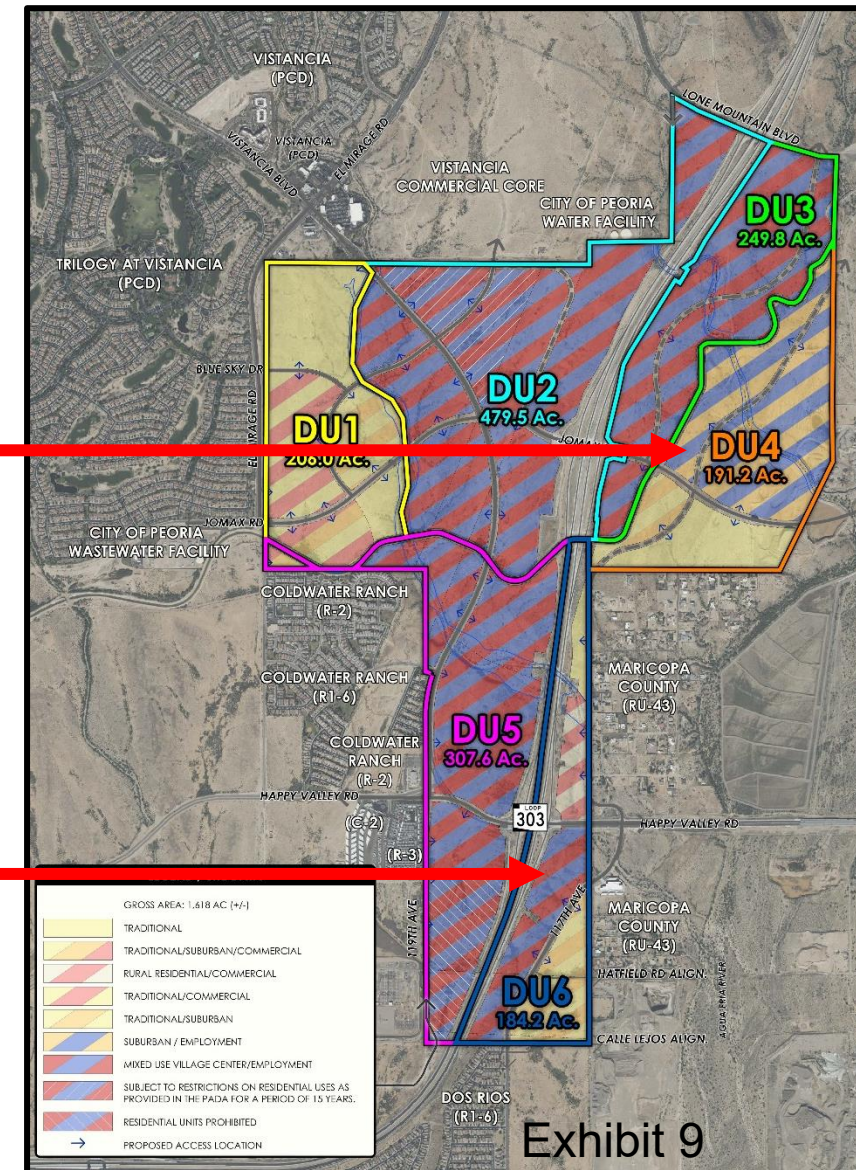 VISTANCIA
(PCD)
VISTANCIA BLVD
VISTANCIA
(PCD)
EL MIRAGE RD
VISTANCIA
COMMERCIAL CORE
LONE MOUNTAIN BLVD
CITY OF PEORIA
WATER FACILITY
TRILOGY AT VISTANCIA
(PCD)
DU3
249.8 Ac.
BLUE SKY DR
EL MIRAGE RD
DU1
206.0 Ac.
DU2
479.5 Ac.
JOMAX
DU4
191.2 Ac.
JOMAX RD
CITY OF PEORIA
WASTEWATER FACILITY
COLDWATER RANCH
(R-2)
COLDWATER RANCH
(R1-6)
MARICOPA
COUNTY
(RU-43)
DU5
307.6 Ac.
COLDWATER
RANCH
(R-2)
HAPPY VALLEY RD
(C-2)
LOOP
303
HAPPY VALLEY RD
(R-3)
119TH AVE
117TH AVE
MARICOPA
COUNTY
(RU-43)
HATFIELD RD ALIGN.
AGUA FRIA RIVER
DU6
184.2 Ac.
CALLE LEJOS ALIGN.
DOS RIOS
(R1-6)
GROSS AREA: 1,618 AC (+/-)
TRADITIONAL
TRADITIONAL/SUBURBAN/COMMERCIAL
RURAL RESIDENTIAL/COMMERCIAL
TRADITIONAL/COMMERCIAL
TRADITIONAL/SUBURBAN
SUBURBAN / EMPLOYMENT
MIXED USE VILLAGE CENTER/EMPLOYMENT
SUBJECT TO RESTRICTIONS ON RESIDENTIAL USES AS
PROVIDED IN THE PADA FOR A PERIOD OF 15 YEARS.
RESIDENTIAL UNITS PROHIBITED
PROPOSED ACCESS LOCATION
Exhibit 9